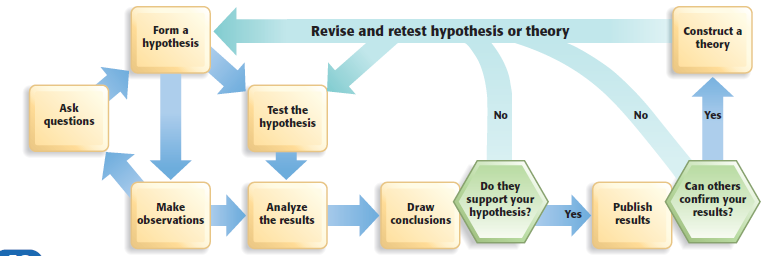 Form a
hypothesis
Revise and retest hypothesis or theory
Construct a
theory
Ask
questions
Test the
hypothesis
No
No
Yes
Make
observations
Analyze
the results
Draw
conclusions
Do they
support your
hypothesis?
Yes
Publish
results
Can others
confirm your
results?